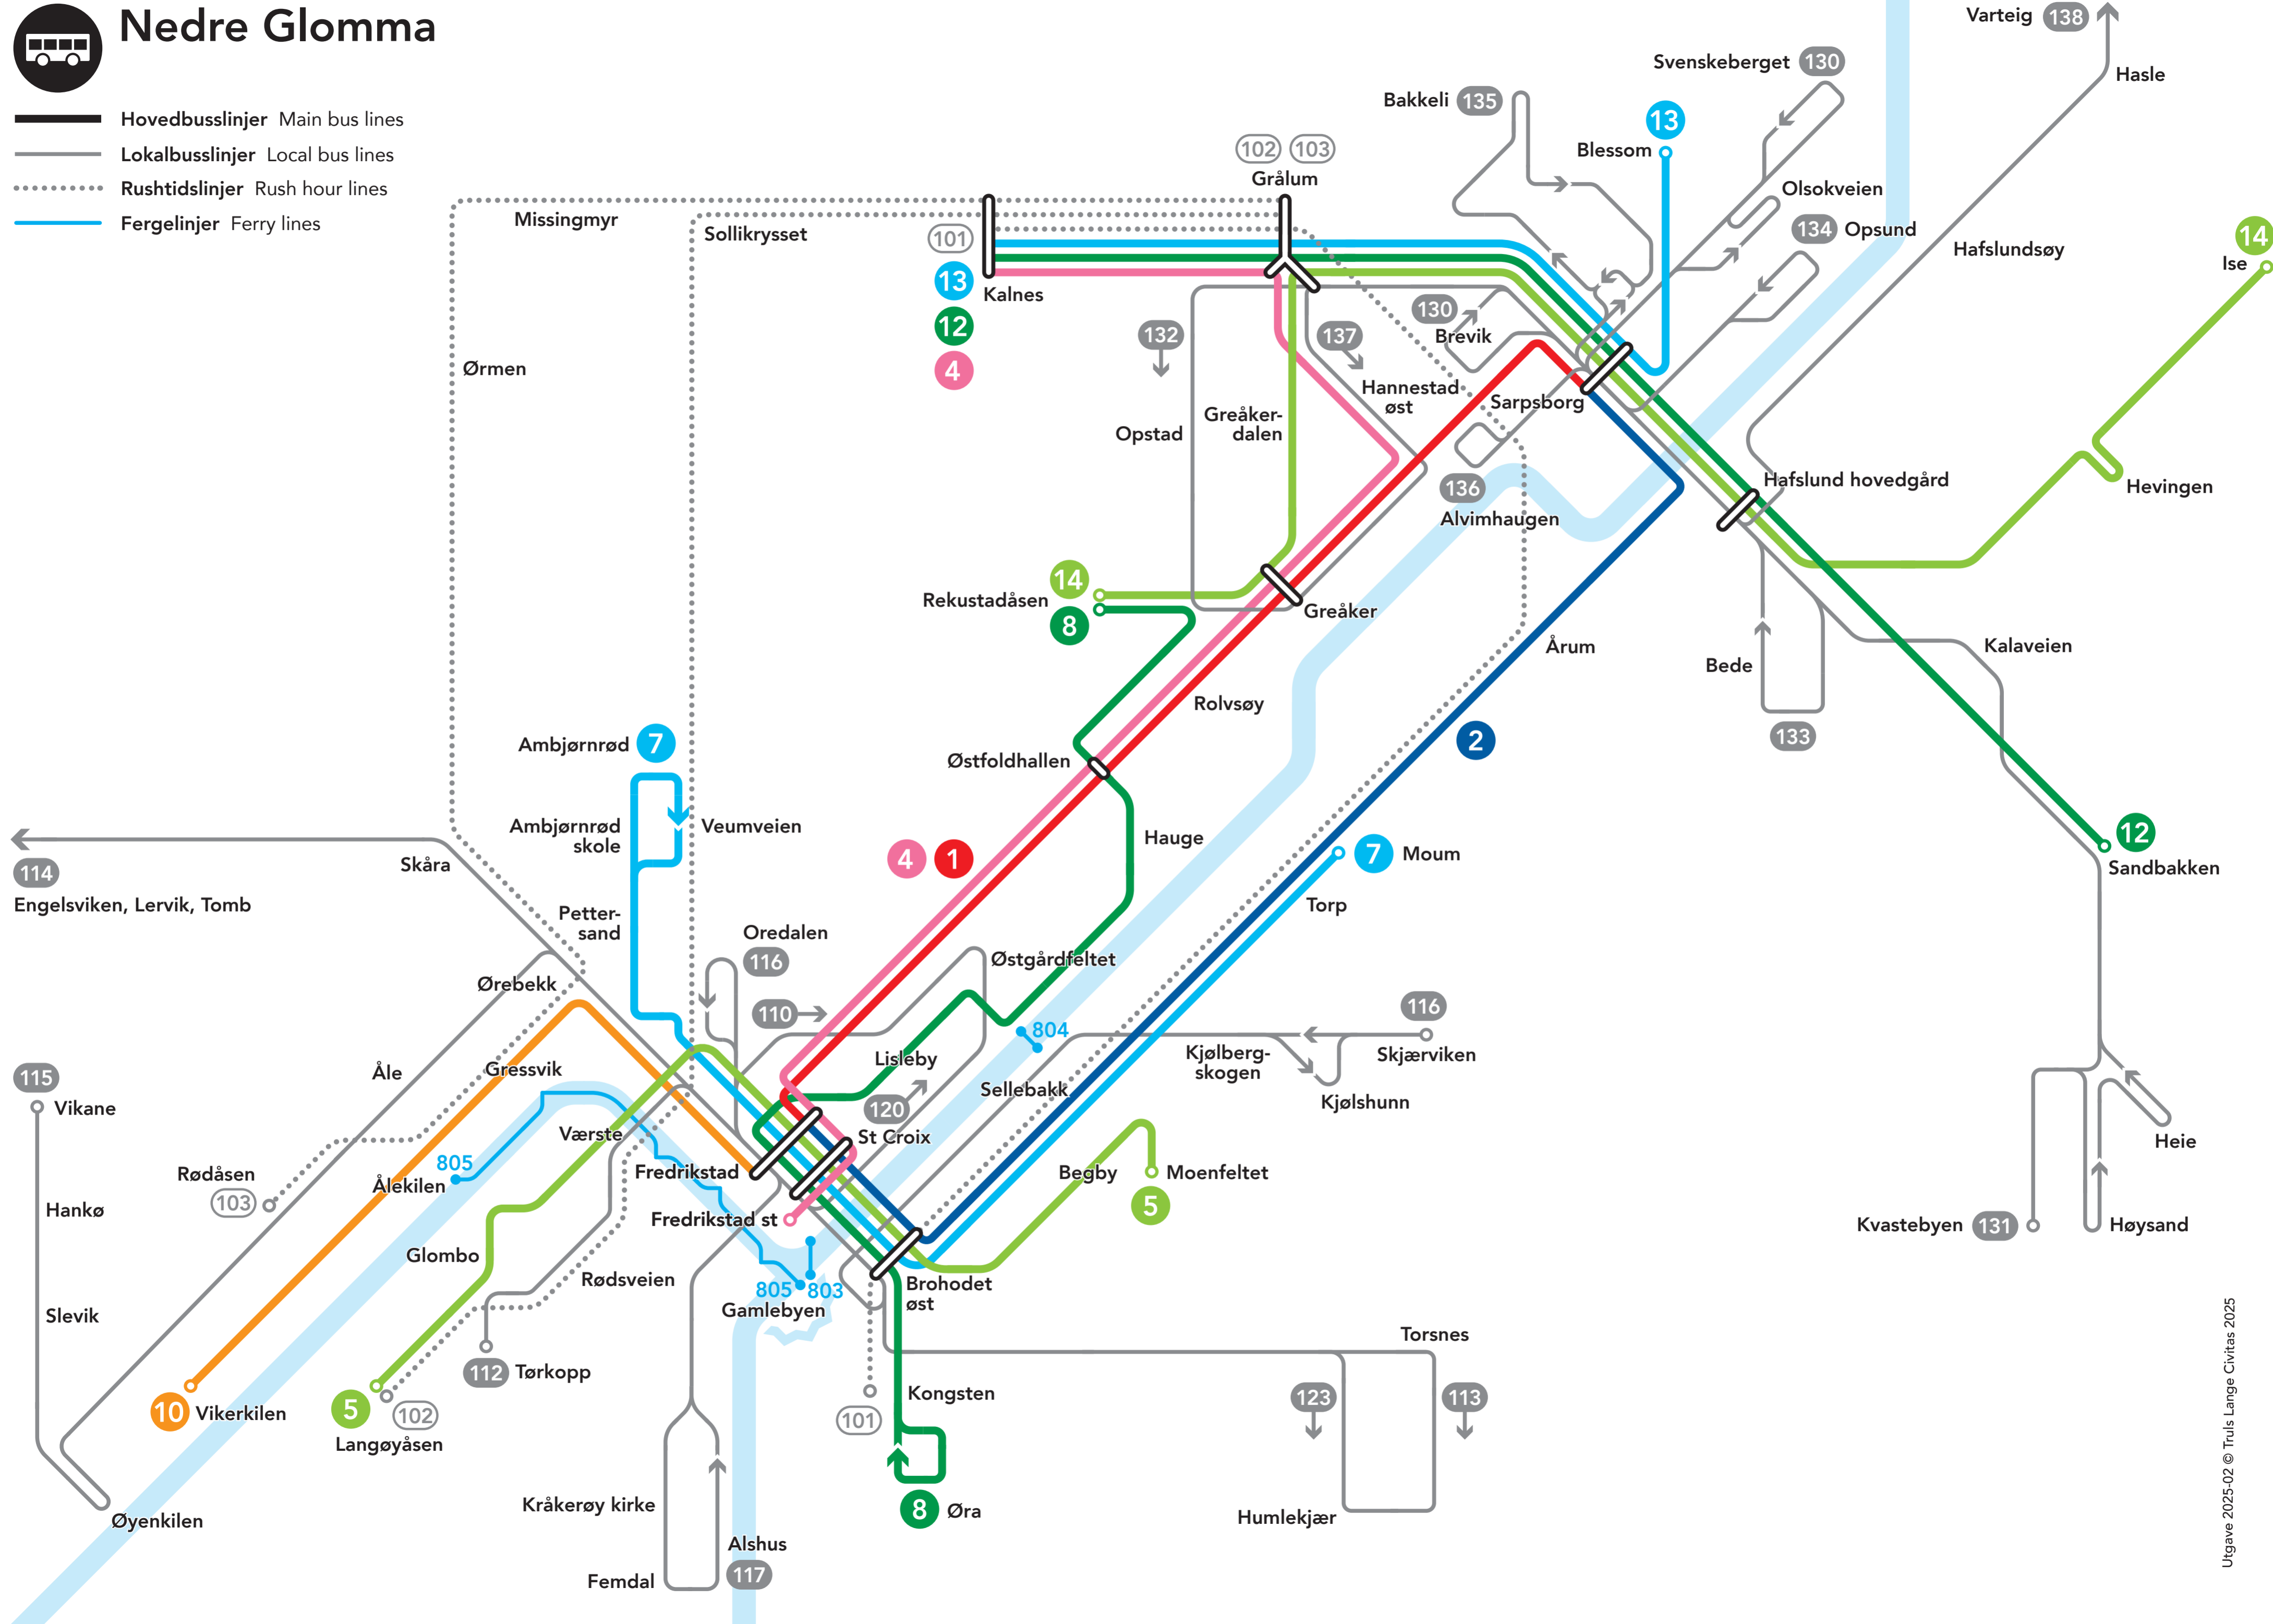 Nedre Glomma
Hovedbusslinjer Main bus lines
Lokalbusslinjer Local bus lines
Rushtidslinjer Rush hour lines
Fergelinjer Ferry lines
Varteig 138
Hasle
Svenskeberget 130
Bakkeli 135
13
Blessom
102 103
Grålum
Olsokveien
134 Opsund
Hafslundsøy
14
Ise
Missingmyr
Sollikrysset
101
13
Kalnes
12
4
132
137
130
Brevik
Ørmen
Hannestad
øst
Sarpsborg
Opstad
Greåker-
dalen
136
Alvimhaugen
Hafslund hovedgård
Hevingen
14
Rekustadåsen
8
Greåker
Årum
Kalaveien
Bede
133
Rolvsøy
2
Østfoldhallen
Ambjørnrød 7
Ambjørnrød
skole
Veumveien
Hauge
4 1
7 Moum
12
Sandbakken
Skåra
114
Engelsviken, Lervik, Tomb
Petter-
sand
Torp
Oredalen
116
Østgårdfeltet
Ørebekk
110
804
116
Skjærviken
Kjølberg-
skogen
Kjølshunn
Lisleby
Sellebakk
Gressvik
Åle
115
Vikane
120
St Croix
Værste
Heie
Rødåsen
103
805
Ålekilen
Fredrikstad
Begby
Moenfeltet
5
Hankø
Fredrikstad st
Kvastebyen 131
Høysand
Glombo
Rødsveien
805 803
Gamlebyen
Brohodet
øst
Slevik
Torsnes
112 Tørkopp
10 Vikerkilen
5
102
Langøyåsen
101
Kongsten
123
113
Kråkerøy kirke
8 Øra
Humlekjær
Øyenkilen
Alshus
117
Femdal
Utgave 2025-02 © Truls Lange Civitas 2025